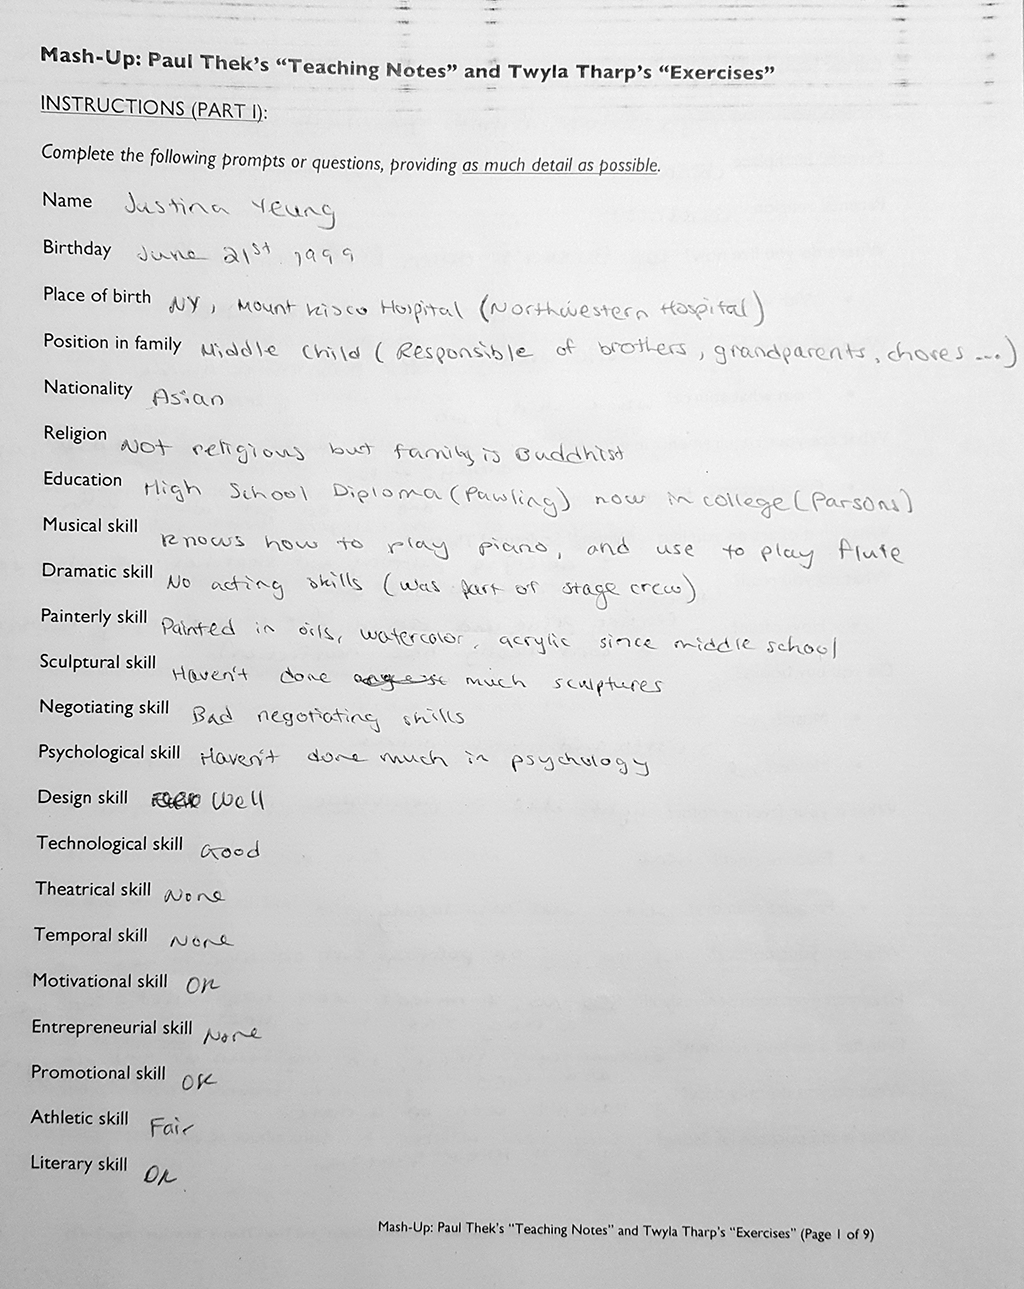 Mash-Up: Paul Thek's "Teaching Notes" and Twyla Tharp's "Exercises"
INSTRUCTIONS (PART I):
Complete the following prompts or questions, providing as much detail as possible.
Name Justina Yeung
Birthday June 21st 1999
Place of birth NY, Mount Kisco Hospital (Northwestern Hospital)
Position in family Middle Child (Responsible of brothers, grandparents, chores ...)
Nationality Asian
Religion Not religious but family is Buddhist
Education High School Diploma (Pawling) now in college (Parsons)
Musical skill Knows how to play piano, and use to play flute
Dramatic skill No acting skills (was part of stage crew)
Painterly skill Painted in oils, watercolor, acrylic since middle school
Sculptural skill Haven't done much sculptures
Negotiating skill Bad negotiating skills
Psychological skill Haven't done much in psychology
Design skill Well
Technological skill Good
Theatrical skill None
Temporal skill None
Motivational skill OK
Entrepreneurial skill None
Promotional skill OK
Athletic skill Fair
Literary skill OK
Mash-Up: Paul Thek's "Teaching Notes" and Twyla Tharp's "Exercises" (Page 1 of 9)